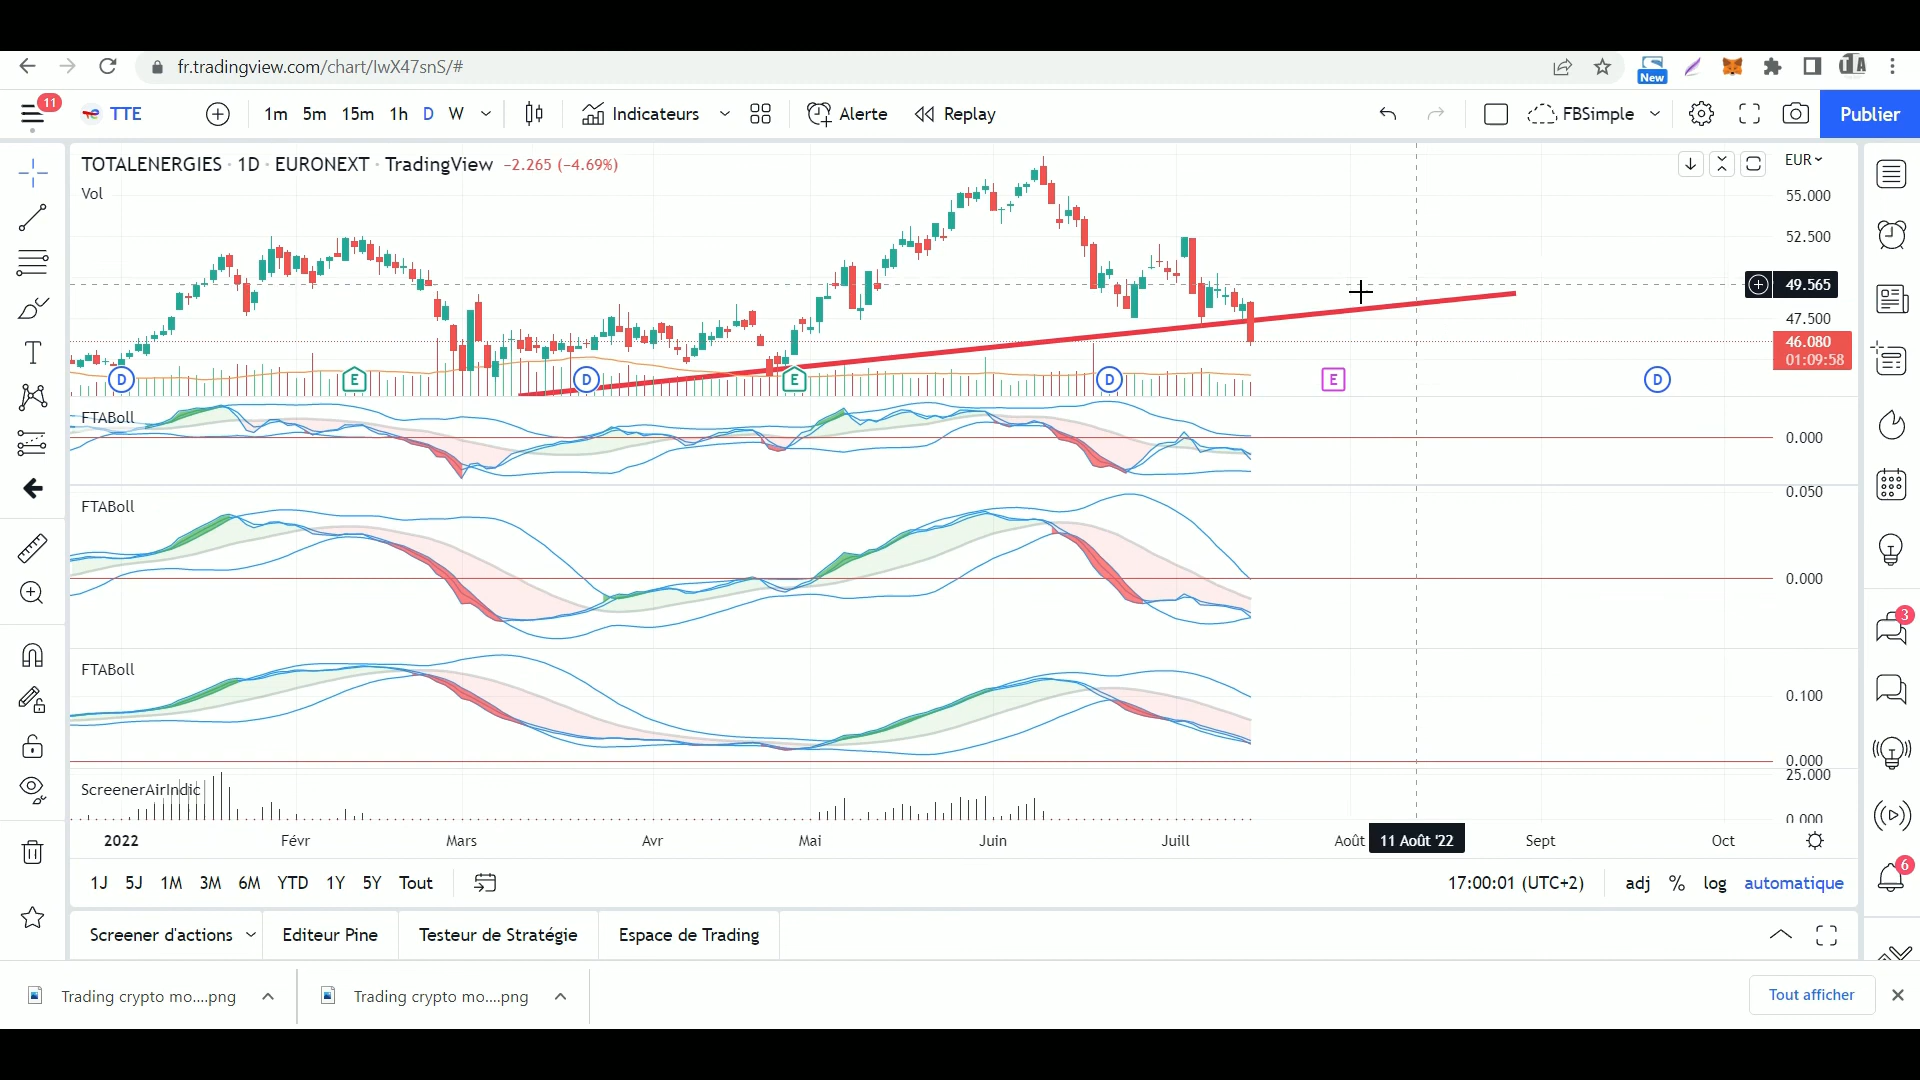 fr.tradingview.com/chart/IwX47snS/#
New
11 TTE 1m 5m 15m 1h D W Indicateurs Alerte Replay FBSimple Publier
TOTALENERGIES · 1D · EURONEXT · TradingView −2.265 (−4.69%)
EUR
Vol
55.000
52.500
49.565
47.500
46.080
01:09:58
D E D E D E D
FTABoll
0.000
0.050
FTABoll
0.000
3
FTABoll
0.100
0.000
25.000
ScreenerAirIndic
0.000
2022 Févr Mars Avr Mai Juin Juill Août 11 Août '22 Sept Oct
6
1J 5J 1M 3M 6M YTD 1Y 5Y Tout 17:00:01 (UTC+2) adj % log automatique
Screener d'actions Editeur Pine Testeur de Stratégie Espace de Trading
Trading crypto mo....png Trading crypto mo....png Tout afficher